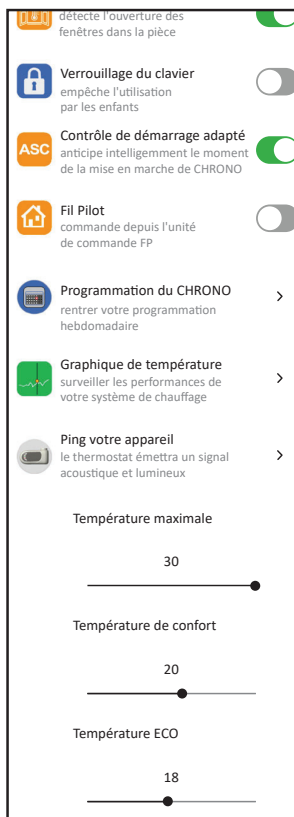 détecte l'ouverture des
fenêtres dans la pièce
Verrouillage du clavier
empêche l'utilisation
par les enfants
ASC
Contrôle de démarrage adapté
anticipe intelligemment le moment
de la mise en marche de CHRONO
Fil Pilot
commande depuis l'unité
de commande FP
Programmation du CHRONO
rentrer votre programmation
hebdomadaire
Graphique de température
surveiller les performances de
votre système de chauffage
Ping votre appareil
le thermostat émettra un signal
acoustique et lumineux
Température maximale
30
Température de confort
20
Température ECO
18